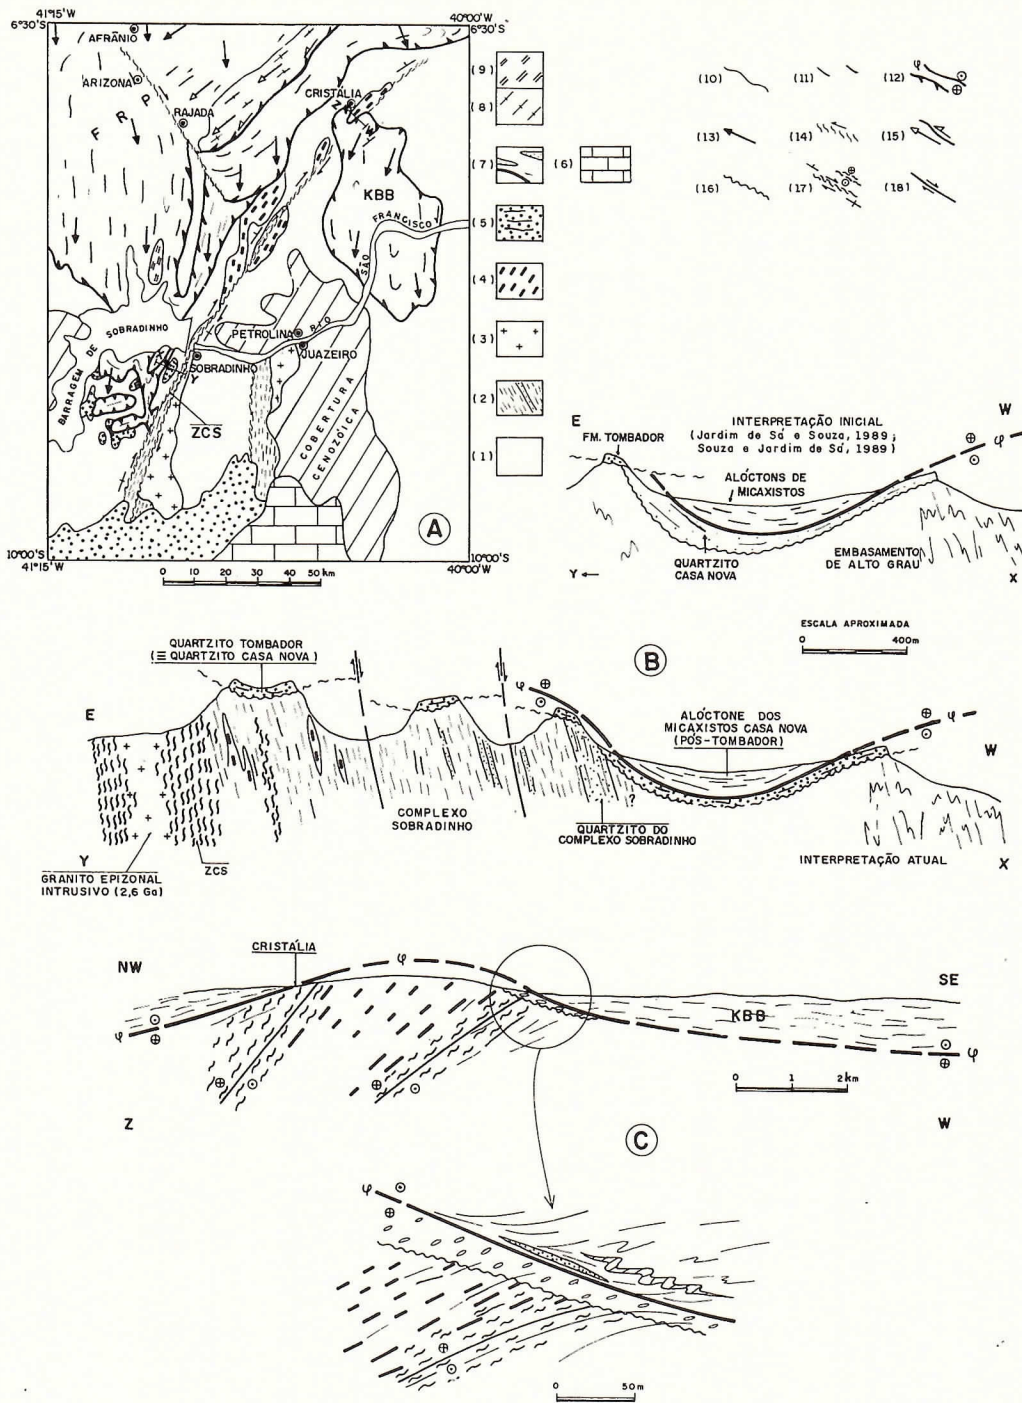 41°15'W
40°00'W
6°30'S
6°30'S
AFRÂNIO
ARIZONA
RAJADA
CRISTÁLIA
F R P
Z
W
KBB
FRANCISCO
SÃO
RIO
PETROLINA
JUAZEIRO
SOBRADINHO
BARRAGEM DE SOBRADINHO
X
Y
ZCS
COBERTURA
CENOZÓICA
A
10°00'S
10°00'S
41°15'W
40°00'W
0 10 20 30 40 50 km
(9)
(8)
(7)
(6)
(5)
(4)
(3)
(2)
(1)
(10)
(11)
(12)
φ
(13)
(14)
(15)
(16)
(17)
(18)
E
W
INTERPRETAÇÃO INICIAL
(Jardim de Sá e Souza, 1989;
Souza e Jardim de Sá, 1989)
FM. TOMBADOR
φ
ALÓCTONS DE
MICAXISTOS
QUARTZITO
CASA NOVA
EMBASAMENTO
DE ALTO GRAU
Y ←
X
ESCALA APROXIMADA
0 400m
B
QUARTZITO TOMBADOR
(≡ QUARTZITO CASA NOVA)
E
φ
ALÓCTONE DOS
MICAXISTOS CASA NOVA
(PÓS-TOMBADOR)
φ
W
COMPLEXO
SOBRADINHO
?
QUARTZITO DO
COMPLEXO SOBRADINHO
Y
ZCS
GRANITO EPIZONAL
INTRUSIVO (2,6 Ga)
INTERPRETAÇÃO ATUAL
X
CRISTÁLIA
NW
φ
SE
KBB
φ
φ
0 1 2km
Z
W
C
φ
0 50m